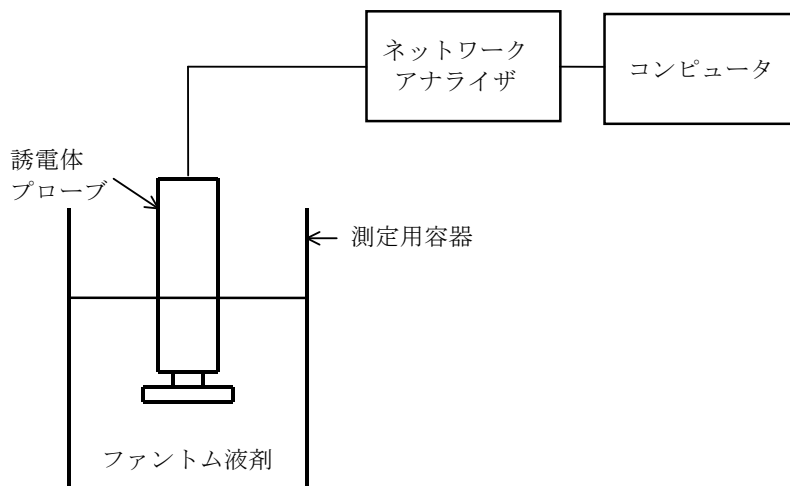 ネットワーク
アナライザ
コンピュータ
誘電体
プローブ
測定用容器
ファントム液剤